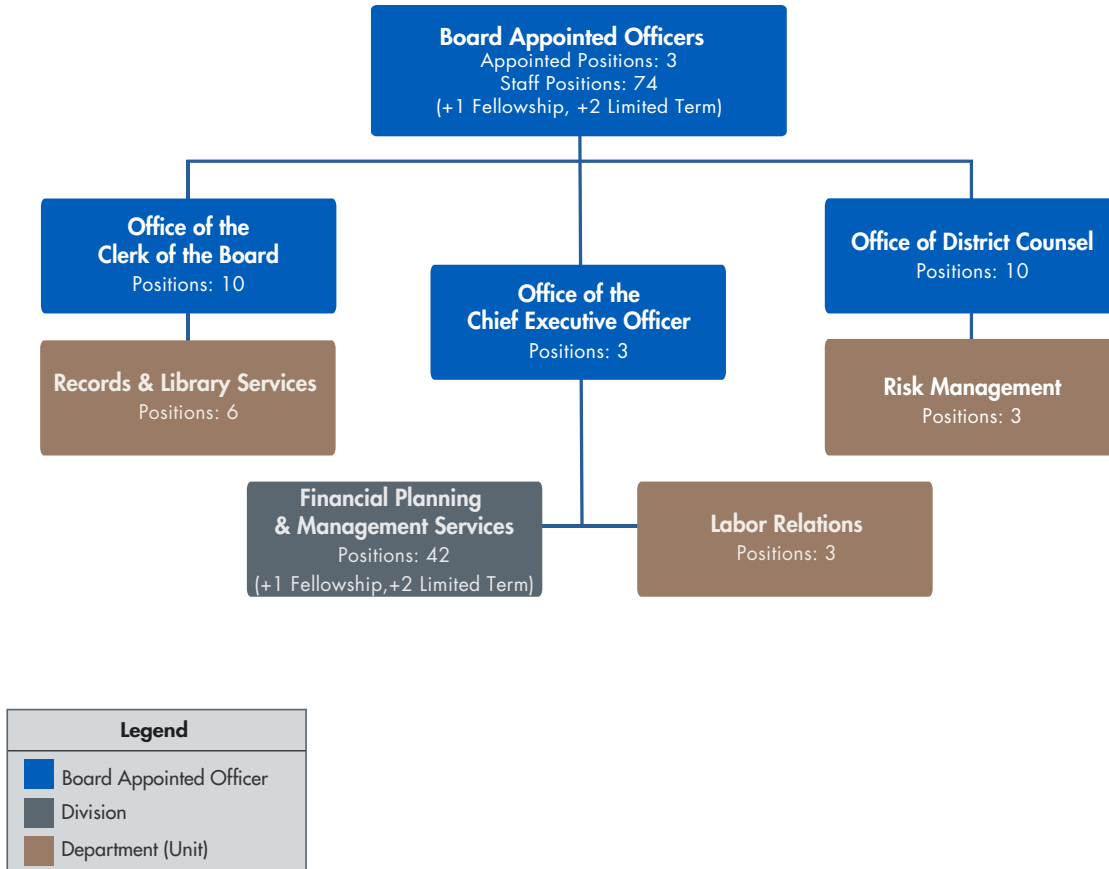 Board Appointed Officers
Appointed Positions: 3
Staff Positions: 74
(+1 Fellowship, +2 Limited Term)
Office of the
Clerk of the Board
Positions: 10
Office of the
Chief Executive Officer
Positions: 3
Office of District Counsel
Positions: 10
Records & Library Services
Positions: 6
Risk Management
Positions: 3
Financial Planning
& Management Services
Positions: 42
(+1 Fellowship,+2 Limited Term)
Labor Relations
Positions: 3
Legend
Board Appointed Officer
Division
Department (Unit)